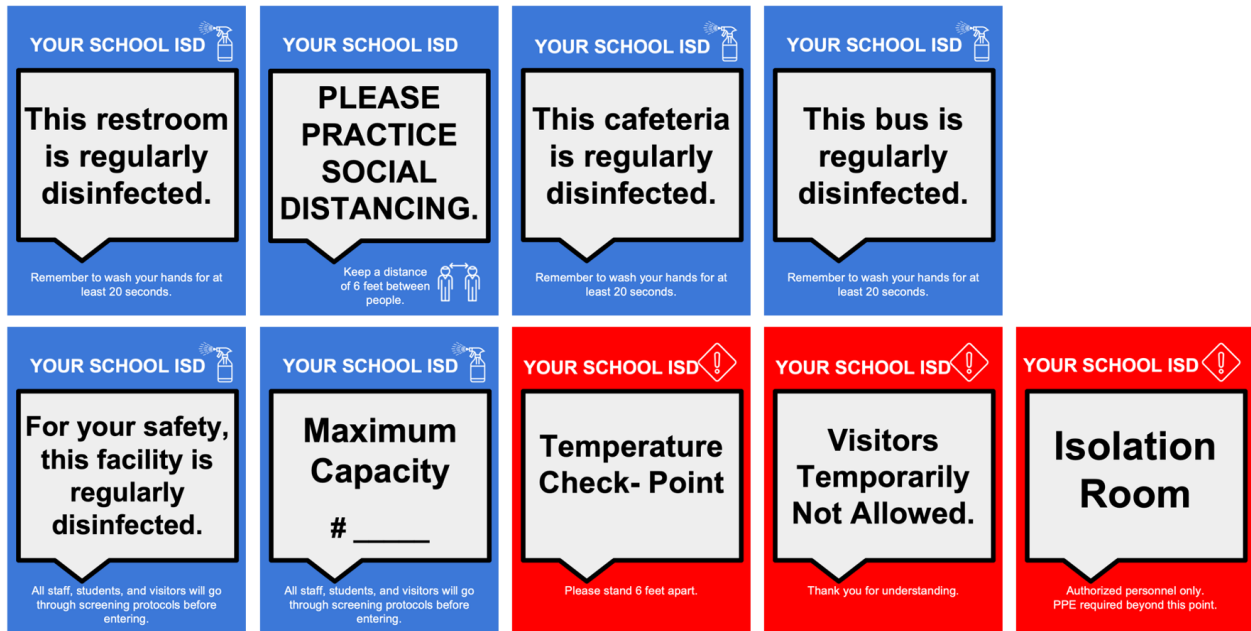 YOUR SCHOOL ISD
This restroom
is regularly
disinfected.
Remember to wash your hands for at
least 20 seconds.
YOUR SCHOOL ISD
PLEASE
PRACTICE
SOCIAL
DISTANCING.
Keep a distance
of 6 feet between
people.
YOUR SCHOOL ISD
This cafeteria
is regularly
disinfected.
Remember to wash your hands for at
least 20 seconds.
YOUR SCHOOL ISD
This bus is
regularly
disinfected.
Remember to wash your hands for at
least 20 seconds.
YOUR SCHOOL ISD
For your safety,
this facility is
regularly
disinfected.
All staff, students, and visitors will go
through screening protocols before
entering.
YOUR SCHOOL ISD
Maximum
Capacity
# _____
All staff, students, and visitors will go
through screening protocols before
entering.
YOUR SCHOOL ISD
Temperature
Check- Point
Please stand 6 feet apart.
YOUR SCHOOL ISD
Visitors
Temporarily
Not Allowed.
Thank you for understanding.
YOUR SCHOOL ISD
Isolation
Room
Authorized personnel only.
PPE required beyond this point.